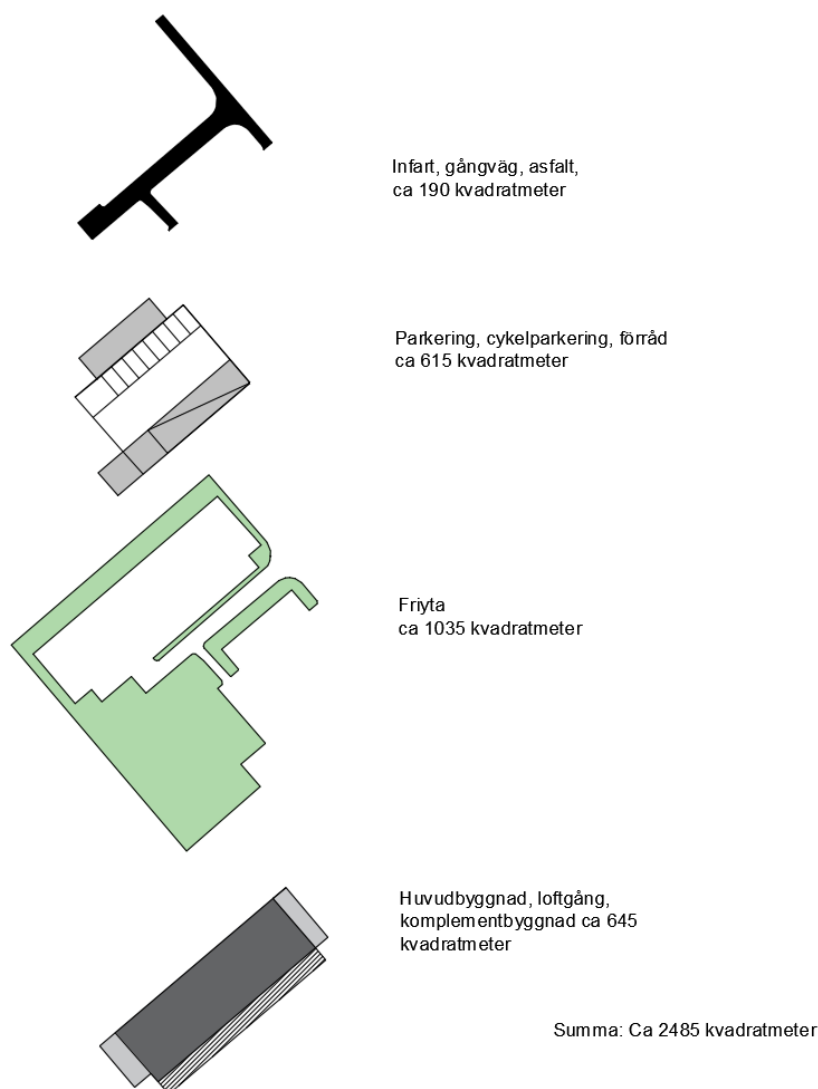 Infart, gångväg, asfalt,
ca 190 kvadratmeter
Parkering, cykelparkering, förråd
ca 615 kvadratmeter
Friyta
ca 1035 kvadratmeter
Huvudbyggnad, loftgång,
komplementbyggnad ca 645
kvadratmeter
Summa: Ca 2485 kvadratmeter